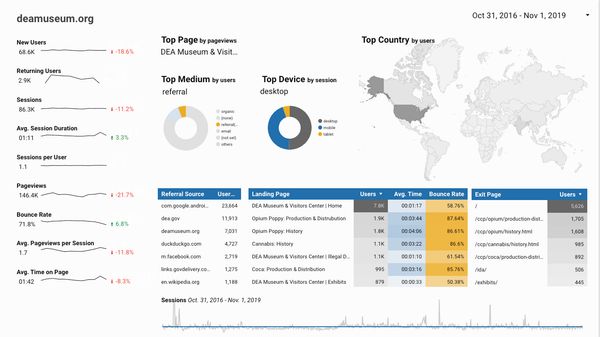 deamuseum.org
Oct 31, 2016 - Nov 1, 2019
New Users
68.6K
-18.6%
Returning Users
2.9K
Sessions
86.3K
-11.2%
Avg. Session Duration
01:11
3.3%
Sessions per User
1.1
Pageviews
146.4K
-21.7%
Bounce Rate
71.8%
6.8%
Avg. Pageviews per Session
1.7
-11.8%
Avg. Time on Page
01:42
-8.3%
Top Page by pageviews
DEA Museum & Visit...
Top Medium by users
referral
organic
(none)
referral...
email
(not set)
others
Top Device by session
desktop
desktop
mobile
tablet
Top Country by users
Referral Source User...
com.google.androi... 23,664
dea.gov 11,913
deamuseum.org 7,031
duckduckgo.com 4,727
m.facebook.com 2,719
links.govdelivery.co... 1,275
en.wikipedia.org 1,188
Landing Page Users Avg. Time Bounce Rate
DEA Museum & Visitors Center | Home 7.8K 00:01:17 58.76%
Opium Poppy: Production & Distribution 1.9K 00:03:44 87.64%
Opium Poppy: History 1.8K 00:04:06 86.61%
Cannabis: History 1.1K 00:03:22 86.6%
DEA Museum & Visitors Center | Illegal D... 1.1K 00:01:10 61.54%
Coca: Production & Distribution 995 00:03:16 85.76%
DEA Museum & Visitors Center | Exhibits 879 00:00:33 50.38%
Exit Page Users
/ 5,626
/ccp/opium/production-dist... 1,705
/ccp/opium/history.html 1,608
/ccp/cannabis/history.html 985
/ccp/coca/production-distri... 892
/ida/ 506
/exhibits/ 445
Sessions Oct. 31, 2016 - Nov. 1, 2019